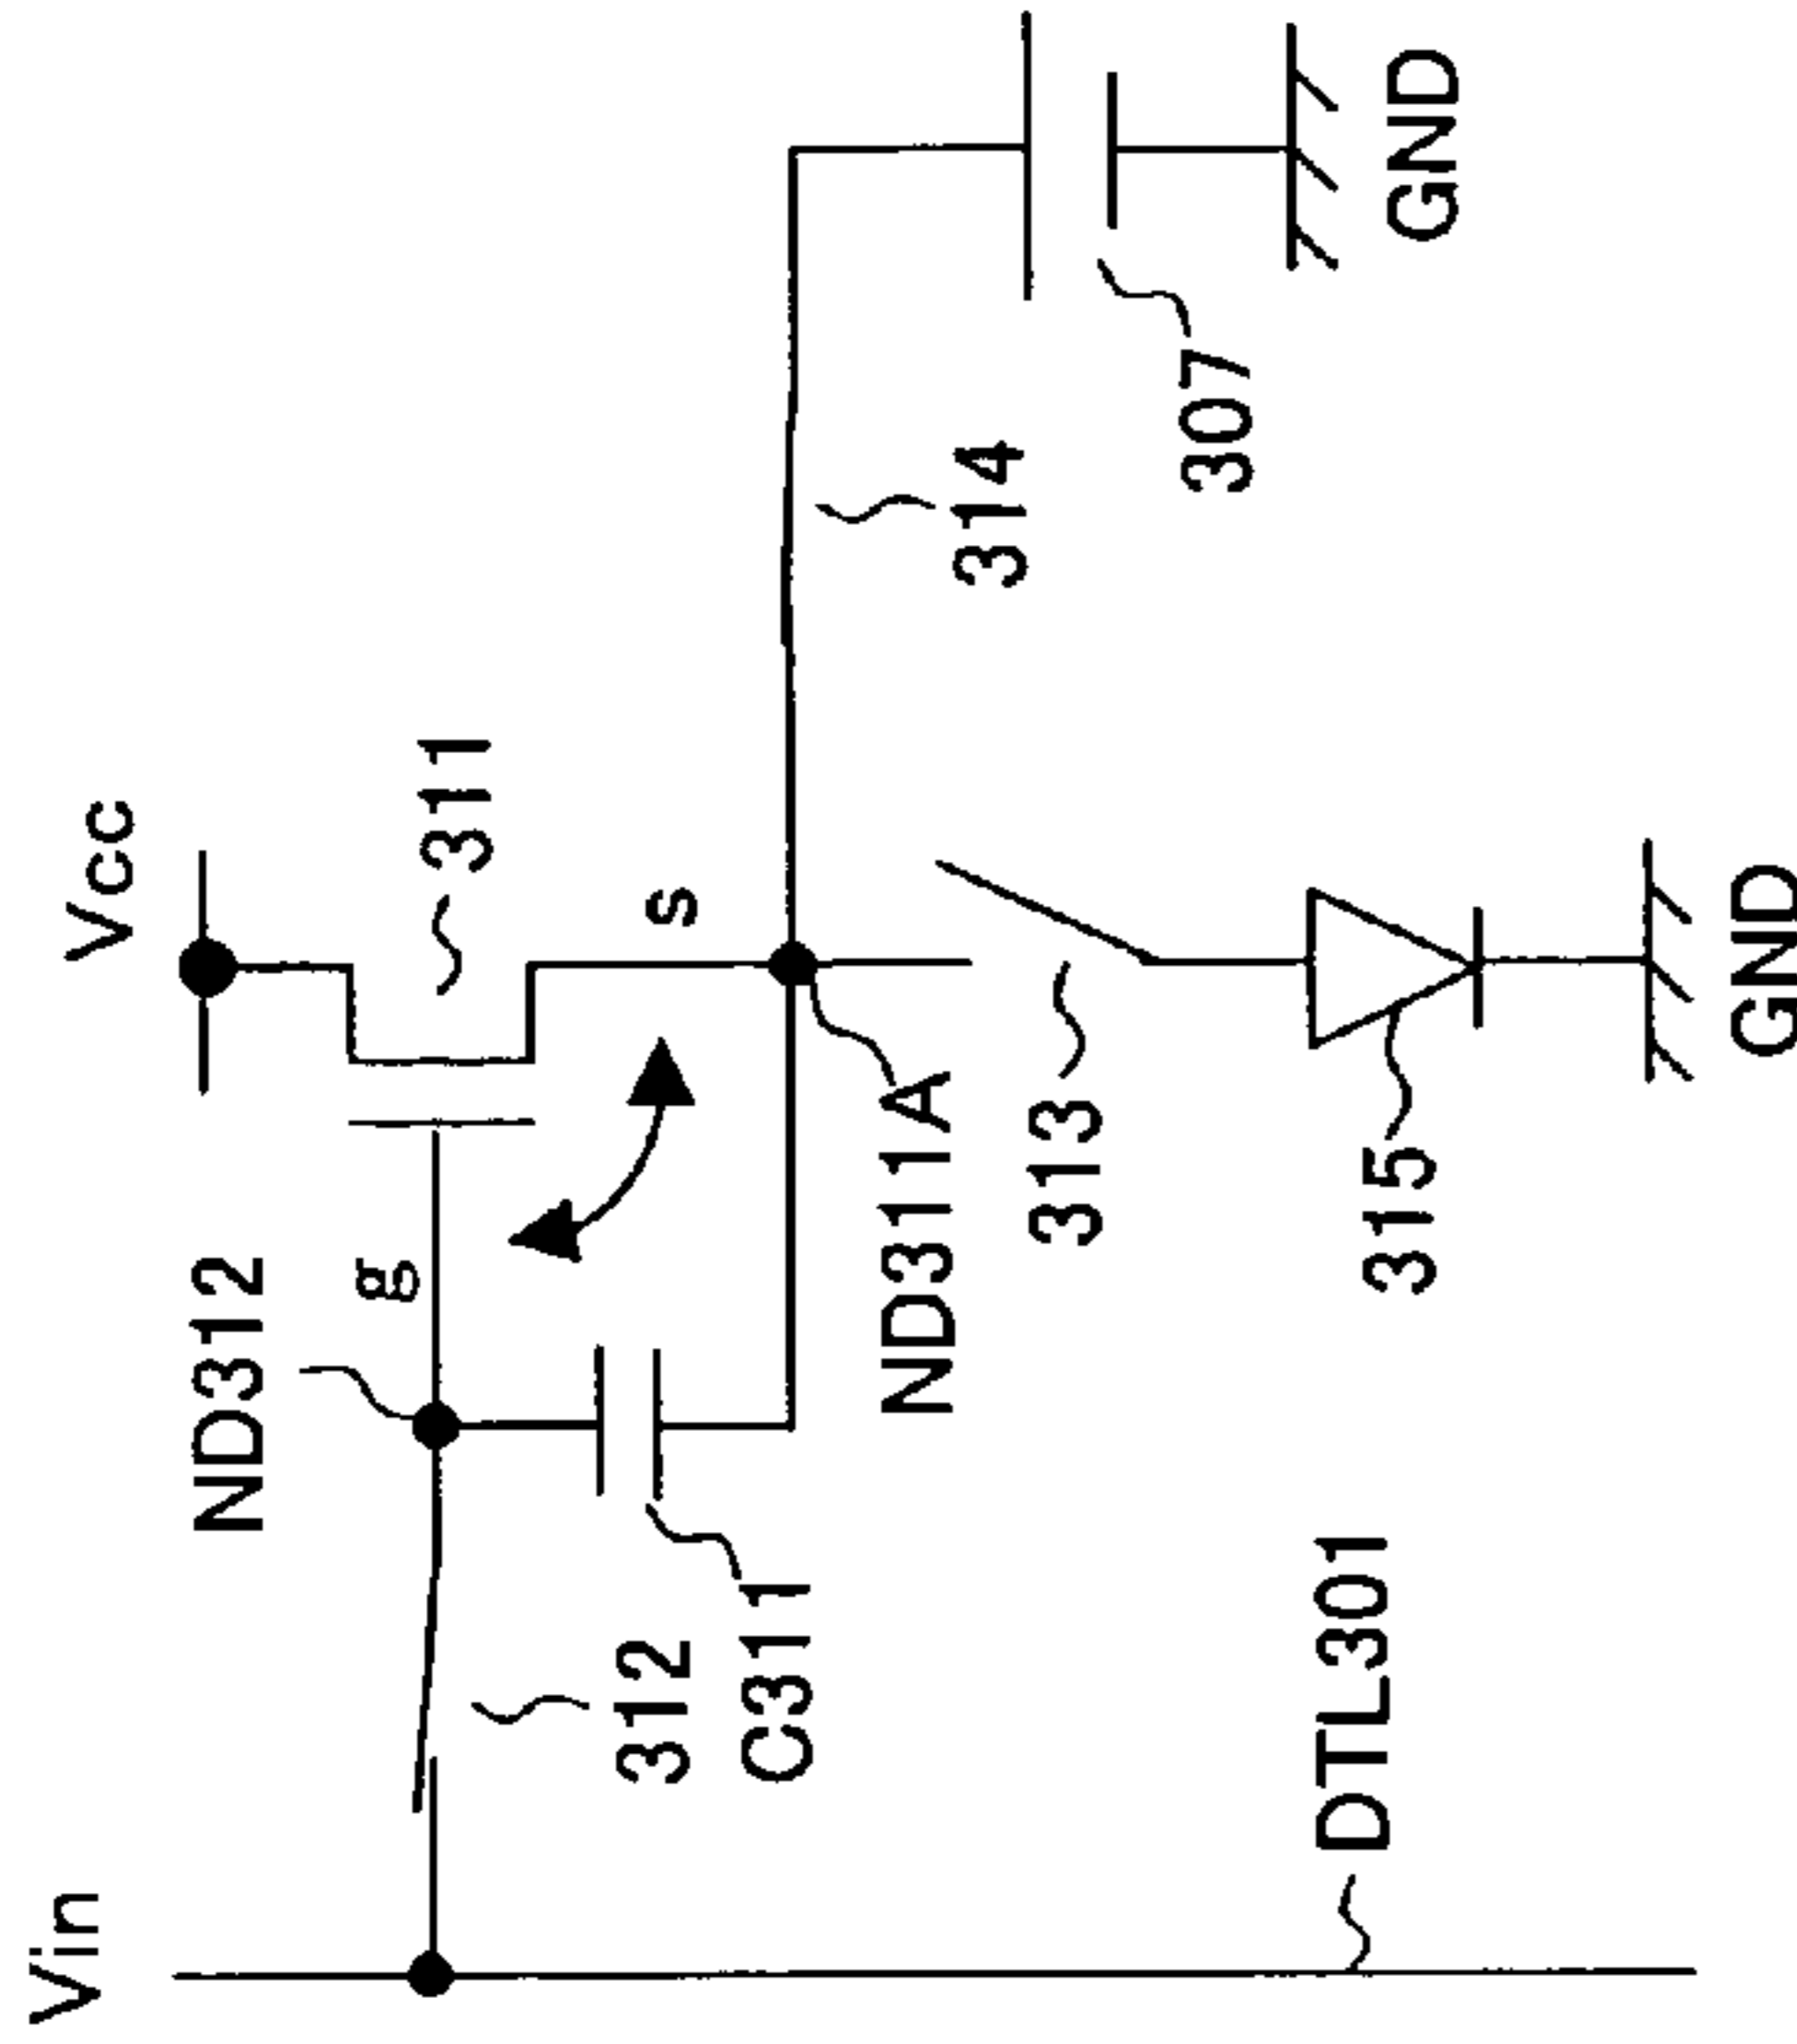 Vcc
311
ND312
g
s
Vin
312
C311
314
ND311A
313
307
GND
DTL301
315
GND